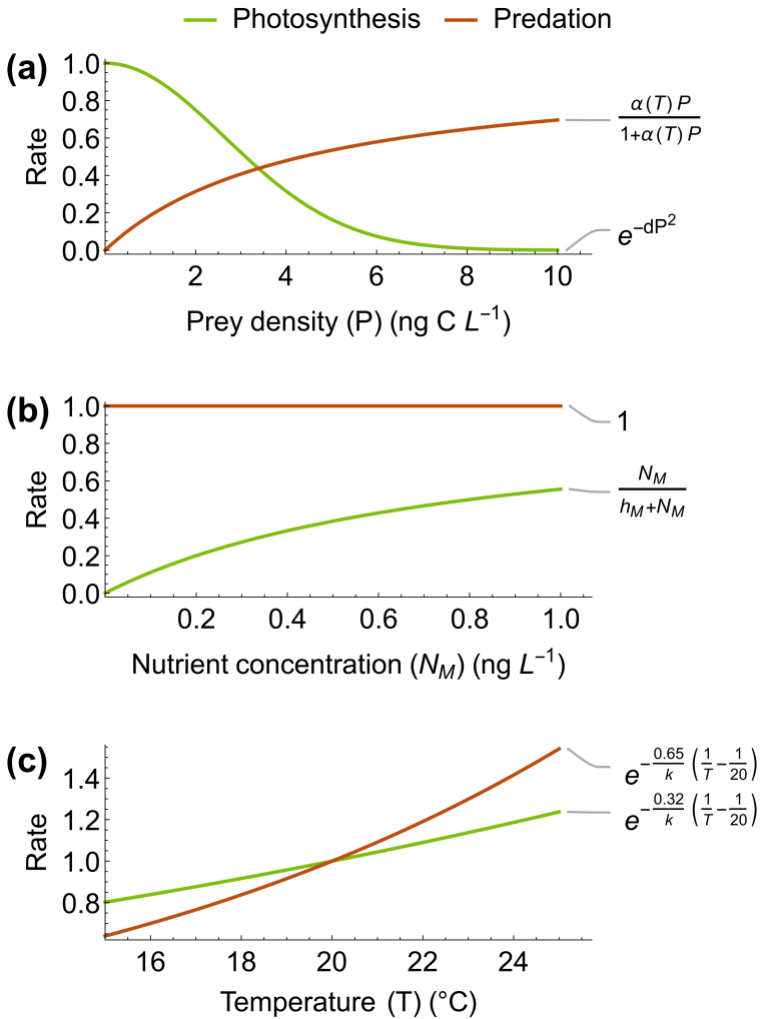 Photosynthesis Predation
(a)
1.0
0.8
0.6
0.4
0.2
0.0
Rate
2 4 6 8 10
Prey density (P) (ng C L⁻¹)
α(T) P
1+α(T) P
e^−dP²
(b)
1.0
0.8
0.6
0.4
0.2
0.0
Rate
0.2 0.4 0.6 0.8 1.0
Nutrient concentration (N_M) (ng L⁻¹)
1
N_M
h_M+N_M
(c)
1.4
1.2
1.0
0.8
Rate
16 18 20 22 24
Temperature (T) (°C)
e^−0.65/k (1/T−1/20)
e^−0.32/k (1/T−1/20)